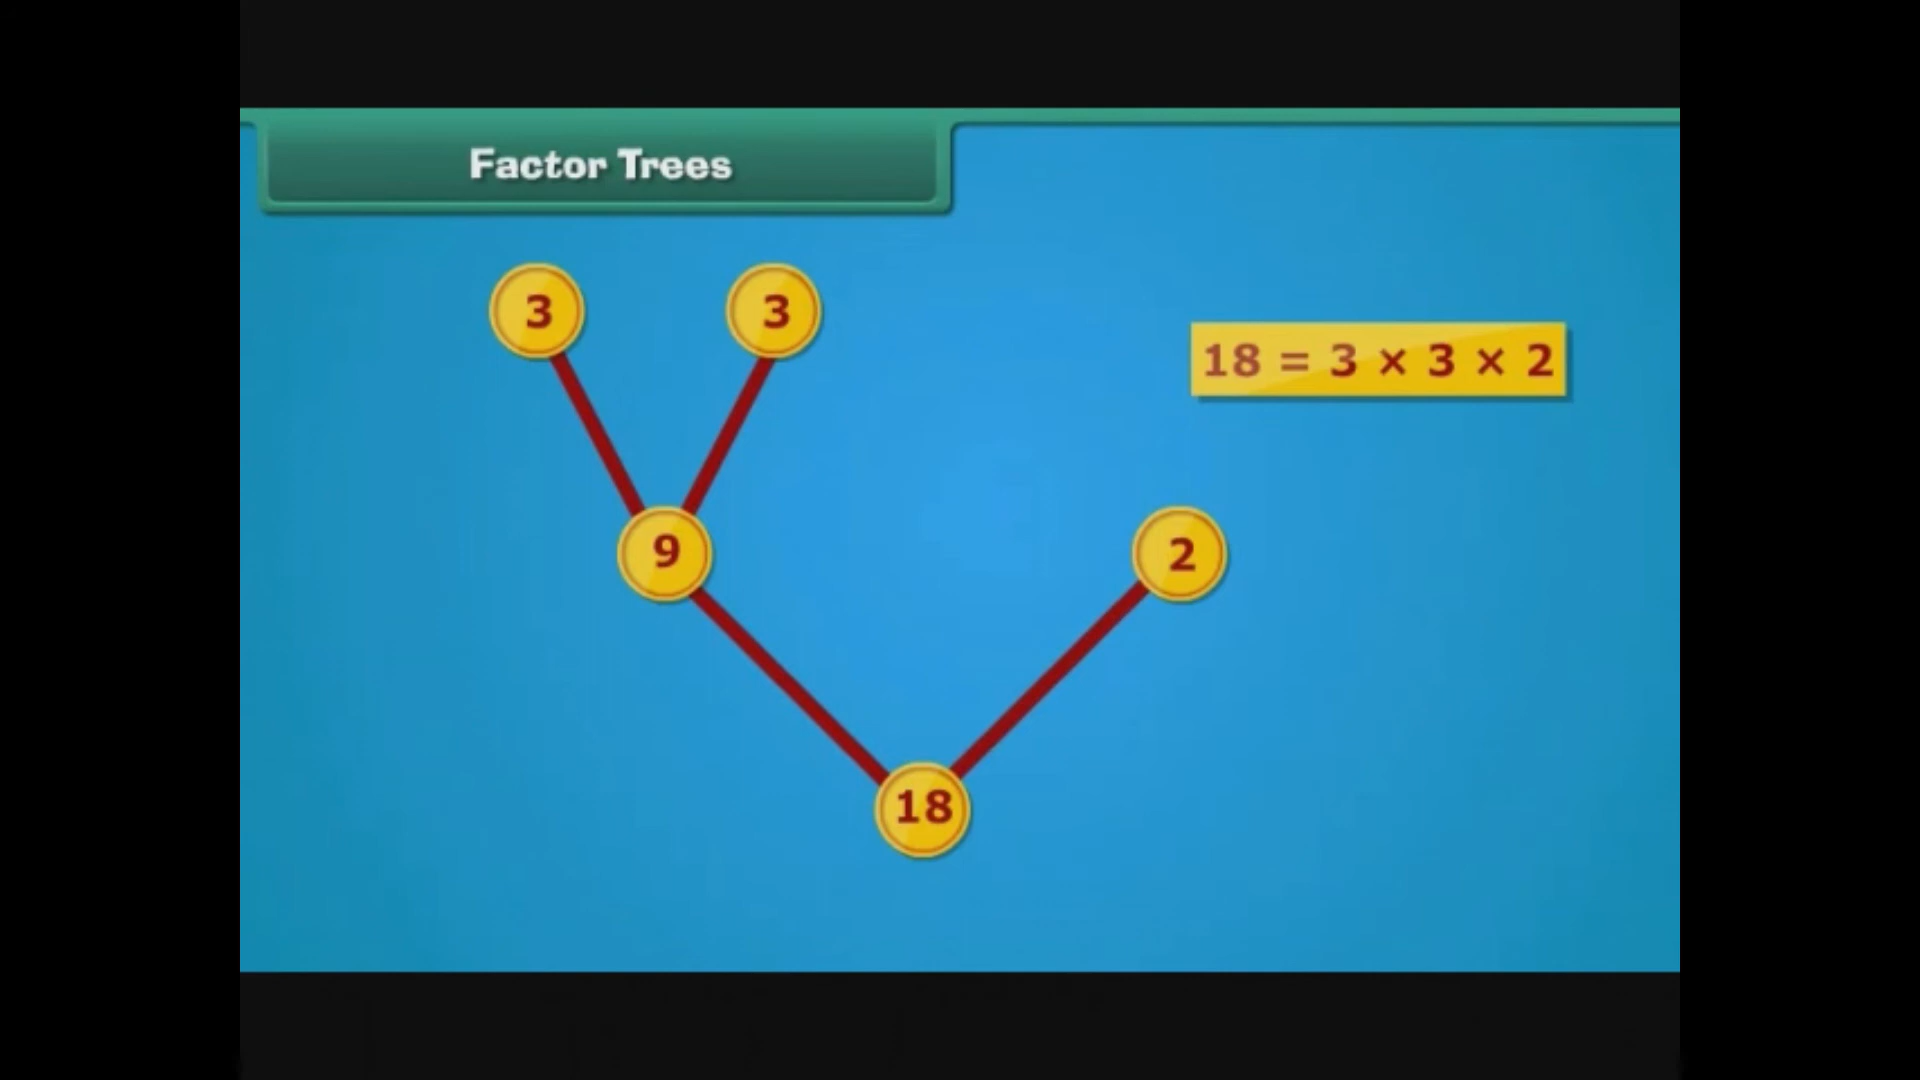 Factor Trees
3 3
18 = 3 × 3 × 2
9 2
18